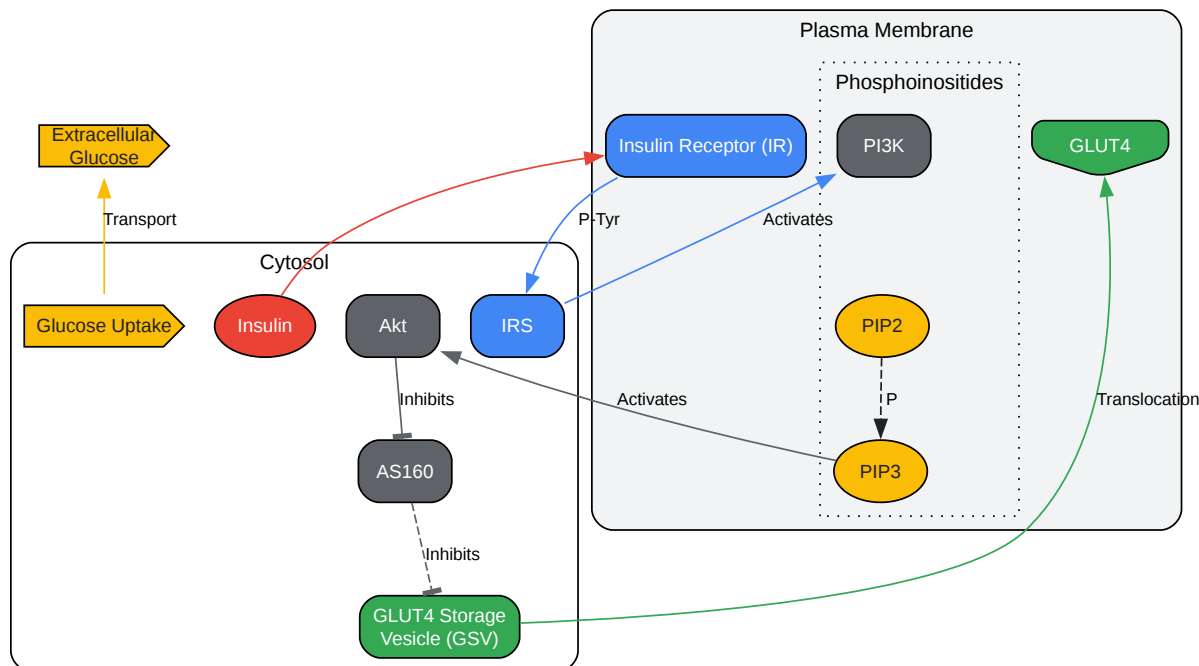 Plasma Membrane
Phosphoinositides
Extracellular
Glucose
Insulin Receptor (IR)
PI3K
GLUT4
Transport
P-Tyr
Activates
Cytosol
Glucose Uptake
Insulin
Akt
IRS
PIP2
Inhibits
Activates
P
Translocation
AS160
PIP3
Inhibits
GLUT4 Storage
Vesicle (GSV)